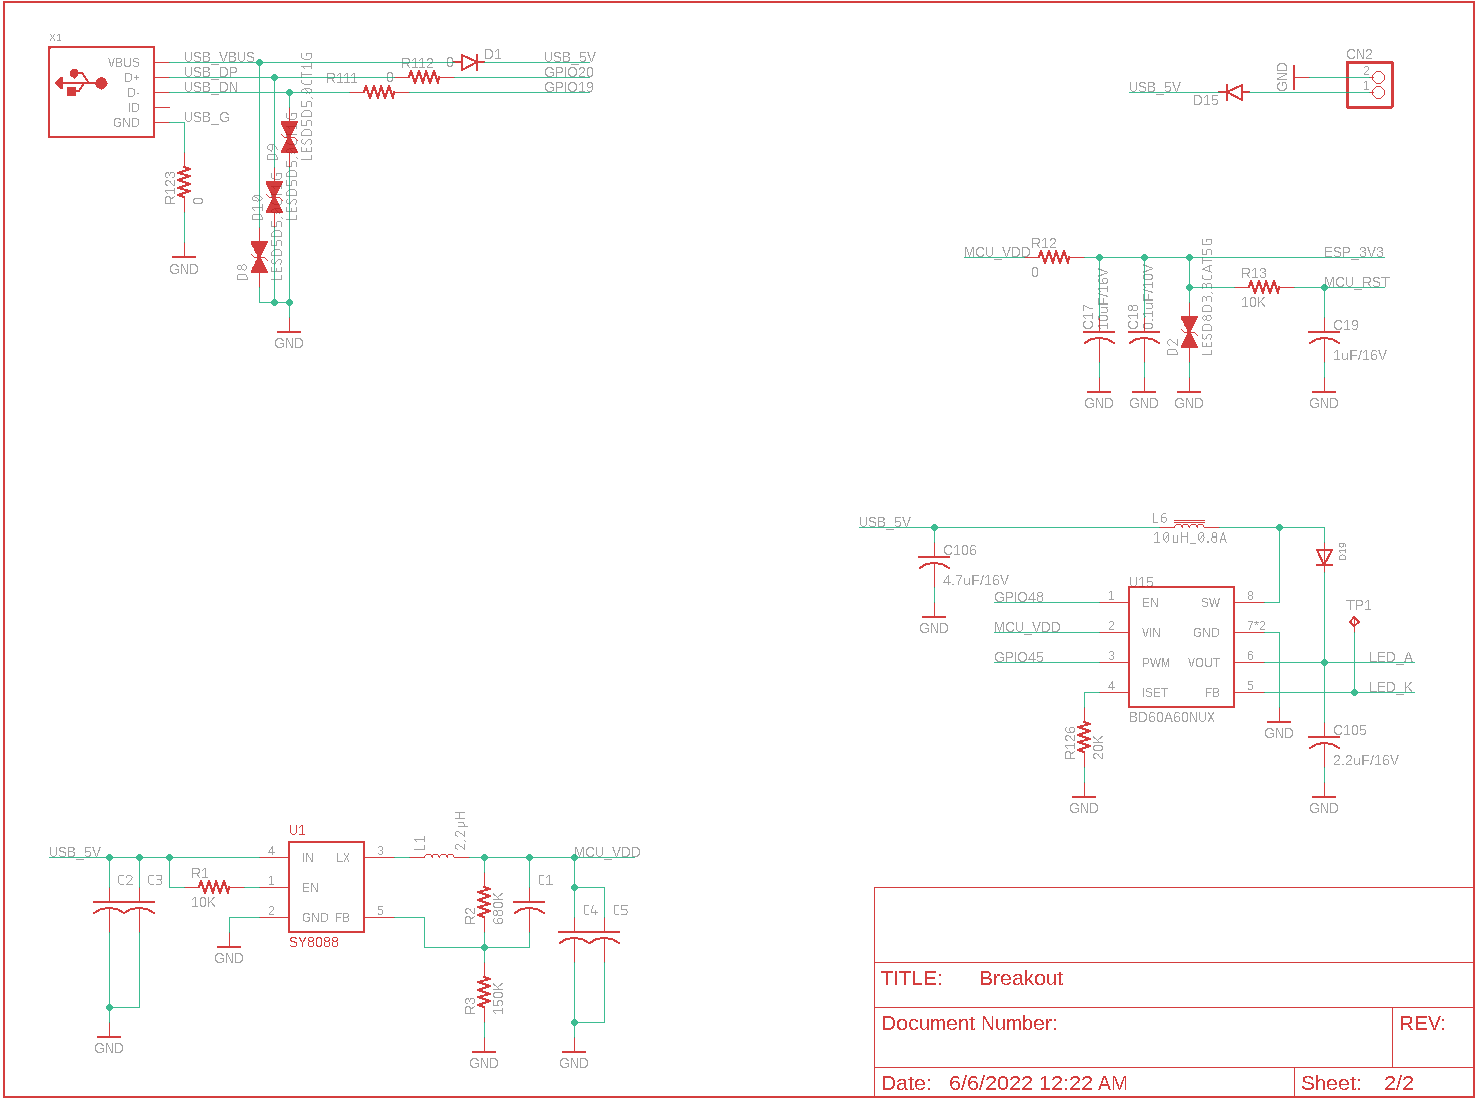 X1
VBUS
D+
D-
ID
GND
USB_VBUS
USB_DP
USB_DN
USB_G
R123
0
GND
R111
0
R112
0
D1
USB_5V
GPIO20
GPIO19
D9
LESD5D5.0CT1G
D10
D8
GND
CN2
GND
2
1
USB_5V
D15
MCU_VDD
R12
0
ESP_3V3
C17
10uF/16V
C18
0.1uF/10V
D2
LESD8D3.3CAT5G
R13
10K
MCU_RST
C19
1uF/16V
GND
GND
GND
GND
USB_5V
L6
10uH_0.8A
C106
4.7uF/16V
GND
D19
U15
GPIO48
1
EN
SW
8
MCU_VDD
2
VIN
GND
7*2
GPIO45
3
PWM
VOUT
6
4
ISET
FB
5
BD60A60NUX
TP1
LED_A
LED_K
R126
20K
GND
GND
C105
2.2uF/16V
GND
USB_5V
C2
C3
R1
10K
GND
GND
U1
4
IN
LX
3
1
EN
2
GND
FB
5
SY8088
L1
2.2µH
MCU_VDD
R2
680K
C1
C4
C5
R3
150K
GND
GND
TITLE: Breakout
Document Number:
REV:
Date: 6/6/2022 12:22 AM
Sheet: 2/2